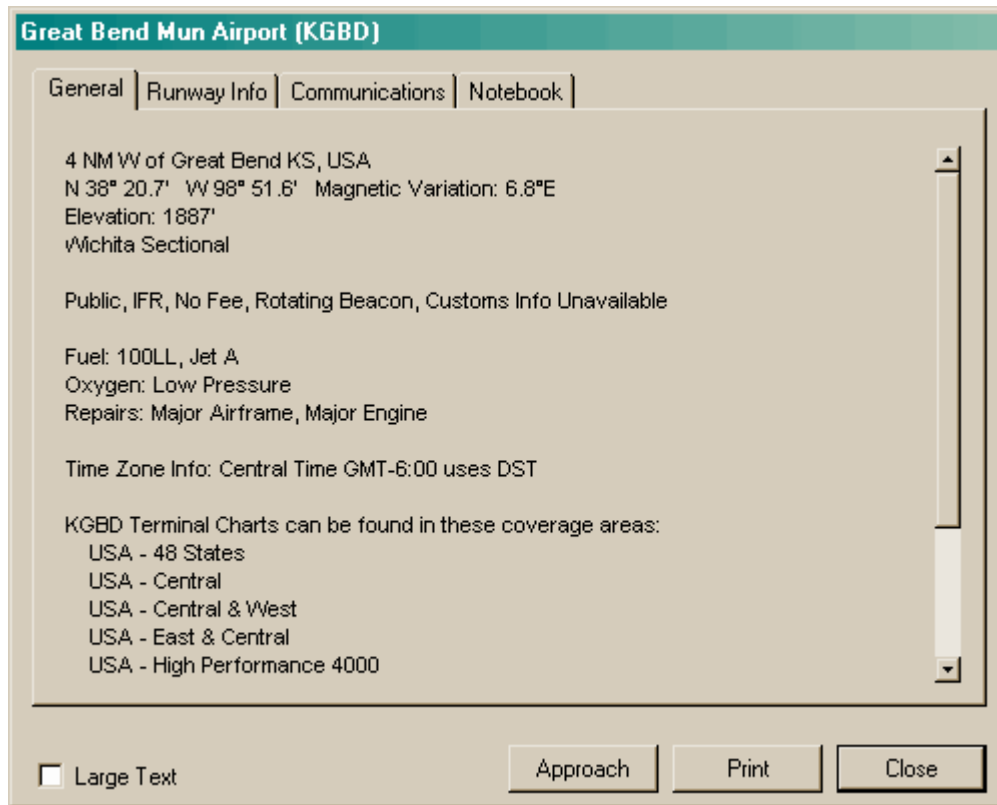 Great Bend Mun Airport (KGBD)
General Runway Info Communications Notebook
4 NM W of Great Bend KS, USA
N 38° 20.7' W 98° 51.6' Magnetic Variation: 6.8°E
Elevation: 1887'
Wichita Sectional
Public, IFR, No Fee, Rotating Beacon, Customs Info Unavailable
Fuel: 100LL, Jet A
Oxygen: Low Pressure
Repairs: Major Airframe, Major Engine
Time Zone Info: Central Time GMT-6:00 uses DST
KGBD Terminal Charts can be found in these coverage areas:
USA - 48 States
USA - Central
USA - Central & West
USA - East & Central
USA - High Performance 4000
Large Text Approach Print Close